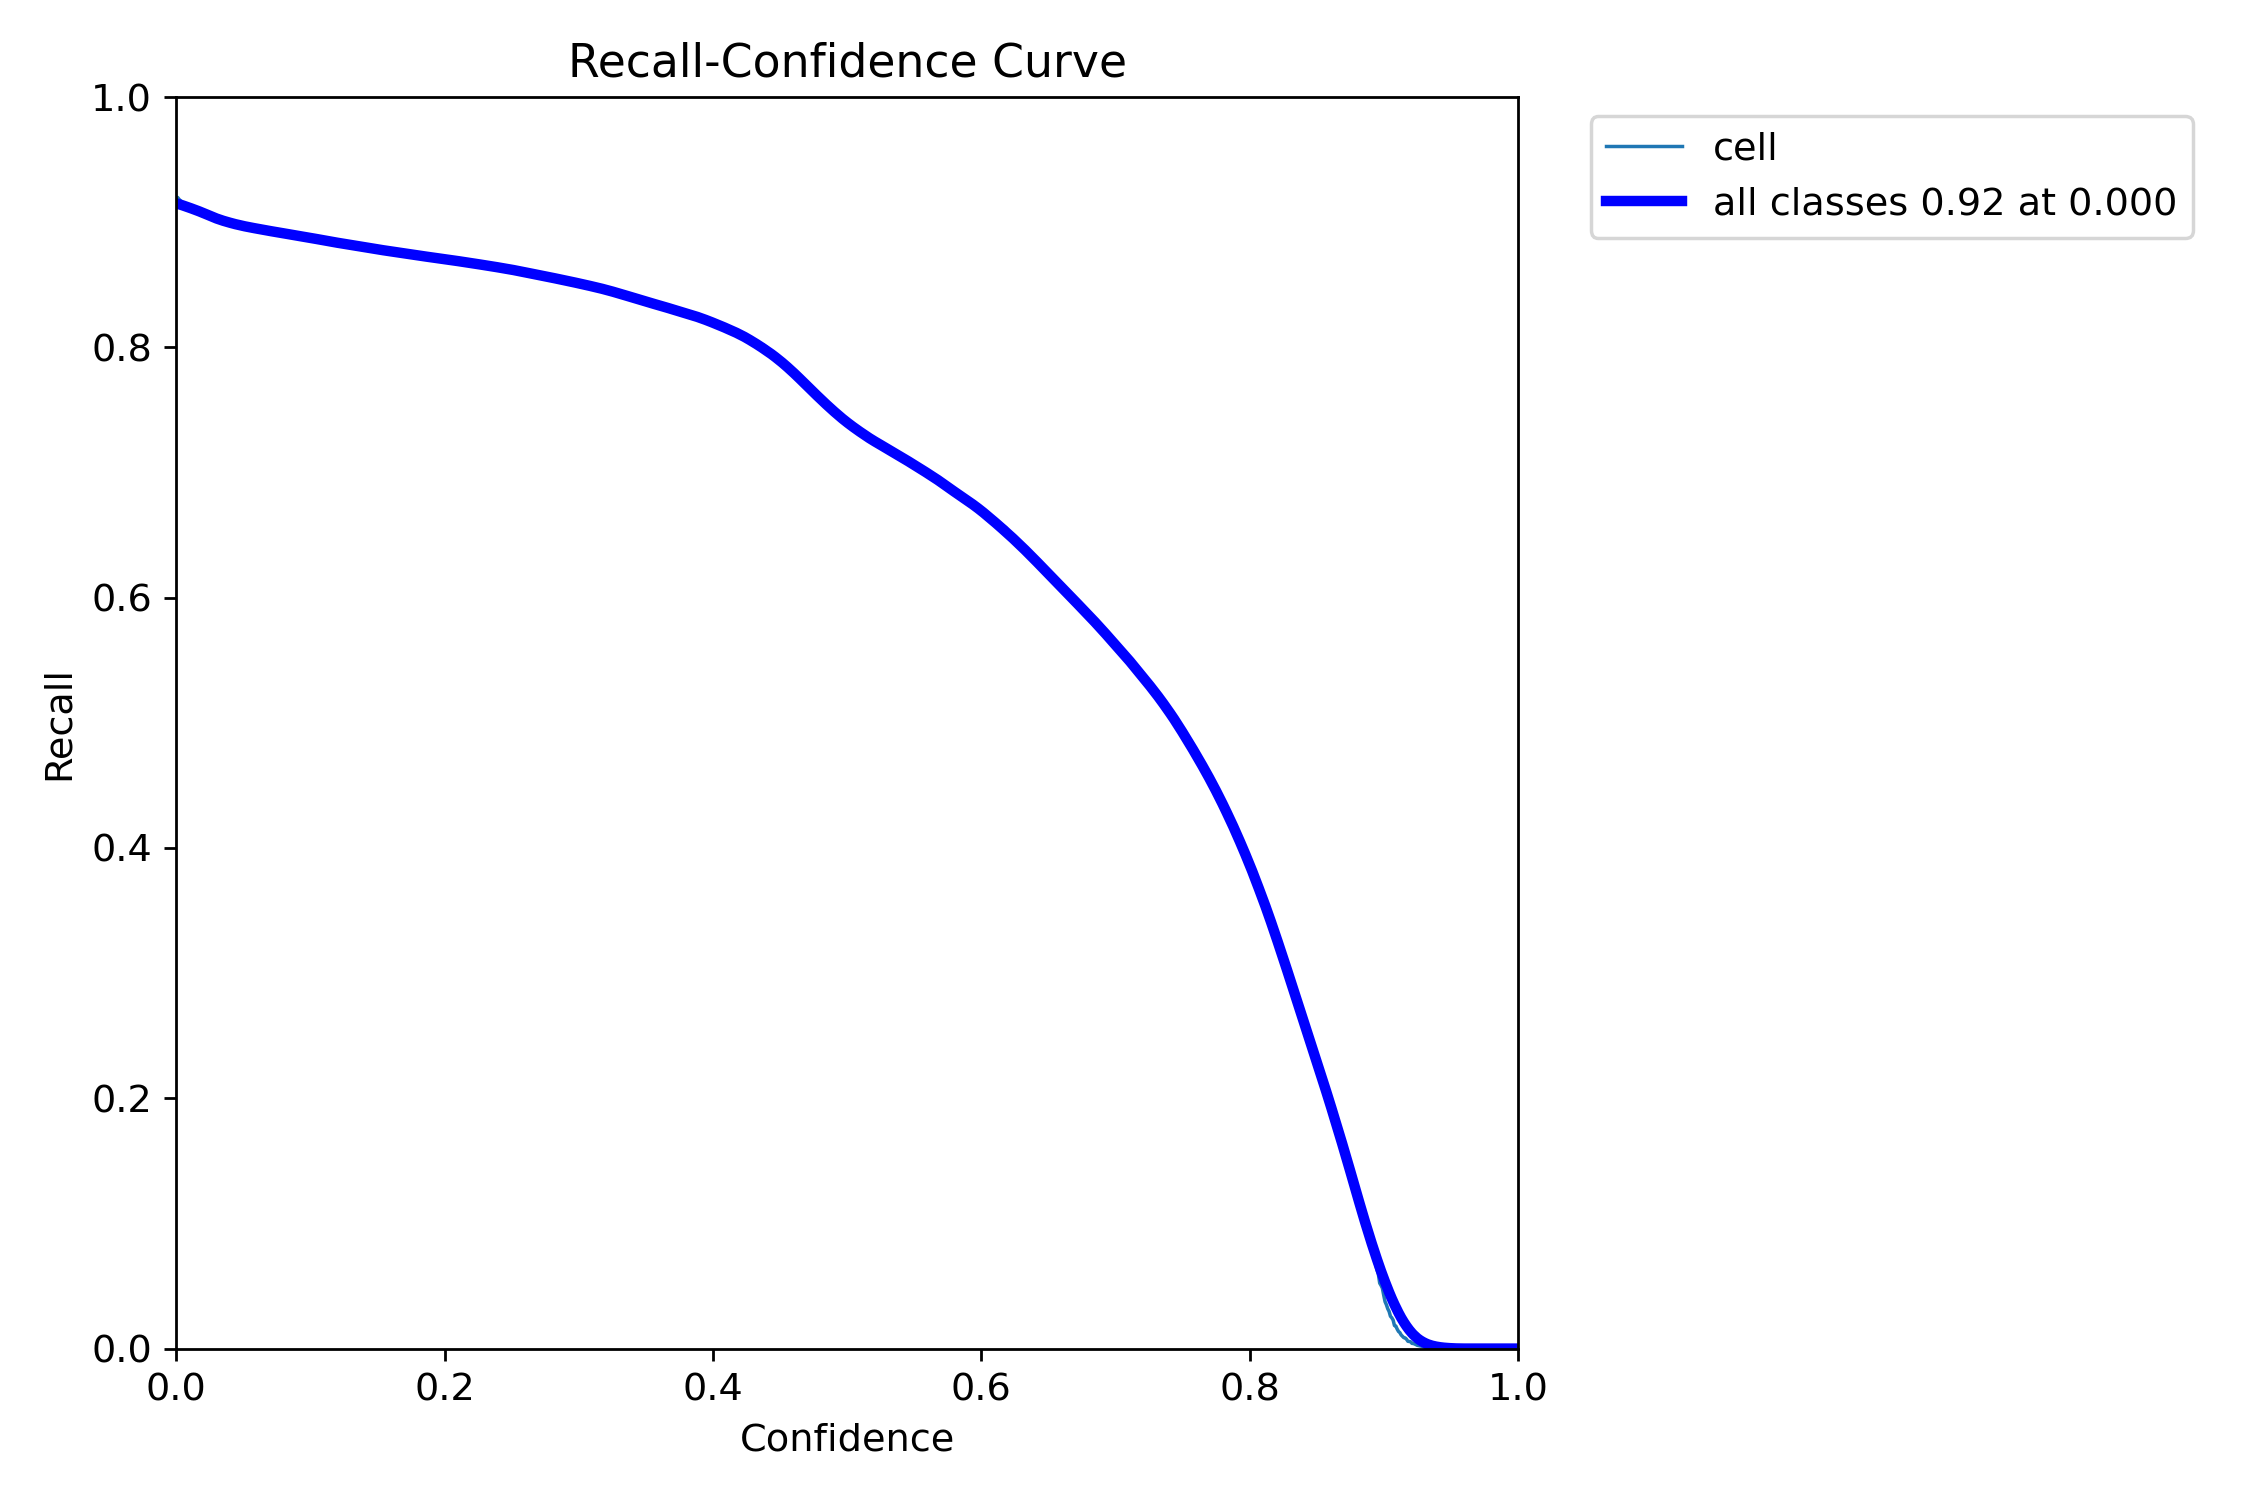 Recall-Confidence Curve
1.0
0.8
0.6
0.4
0.2
0.0
Recall
0.0 0.2 0.4 0.6 0.8 1.0
Confidence
cell
all classes 0.92 at 0.000